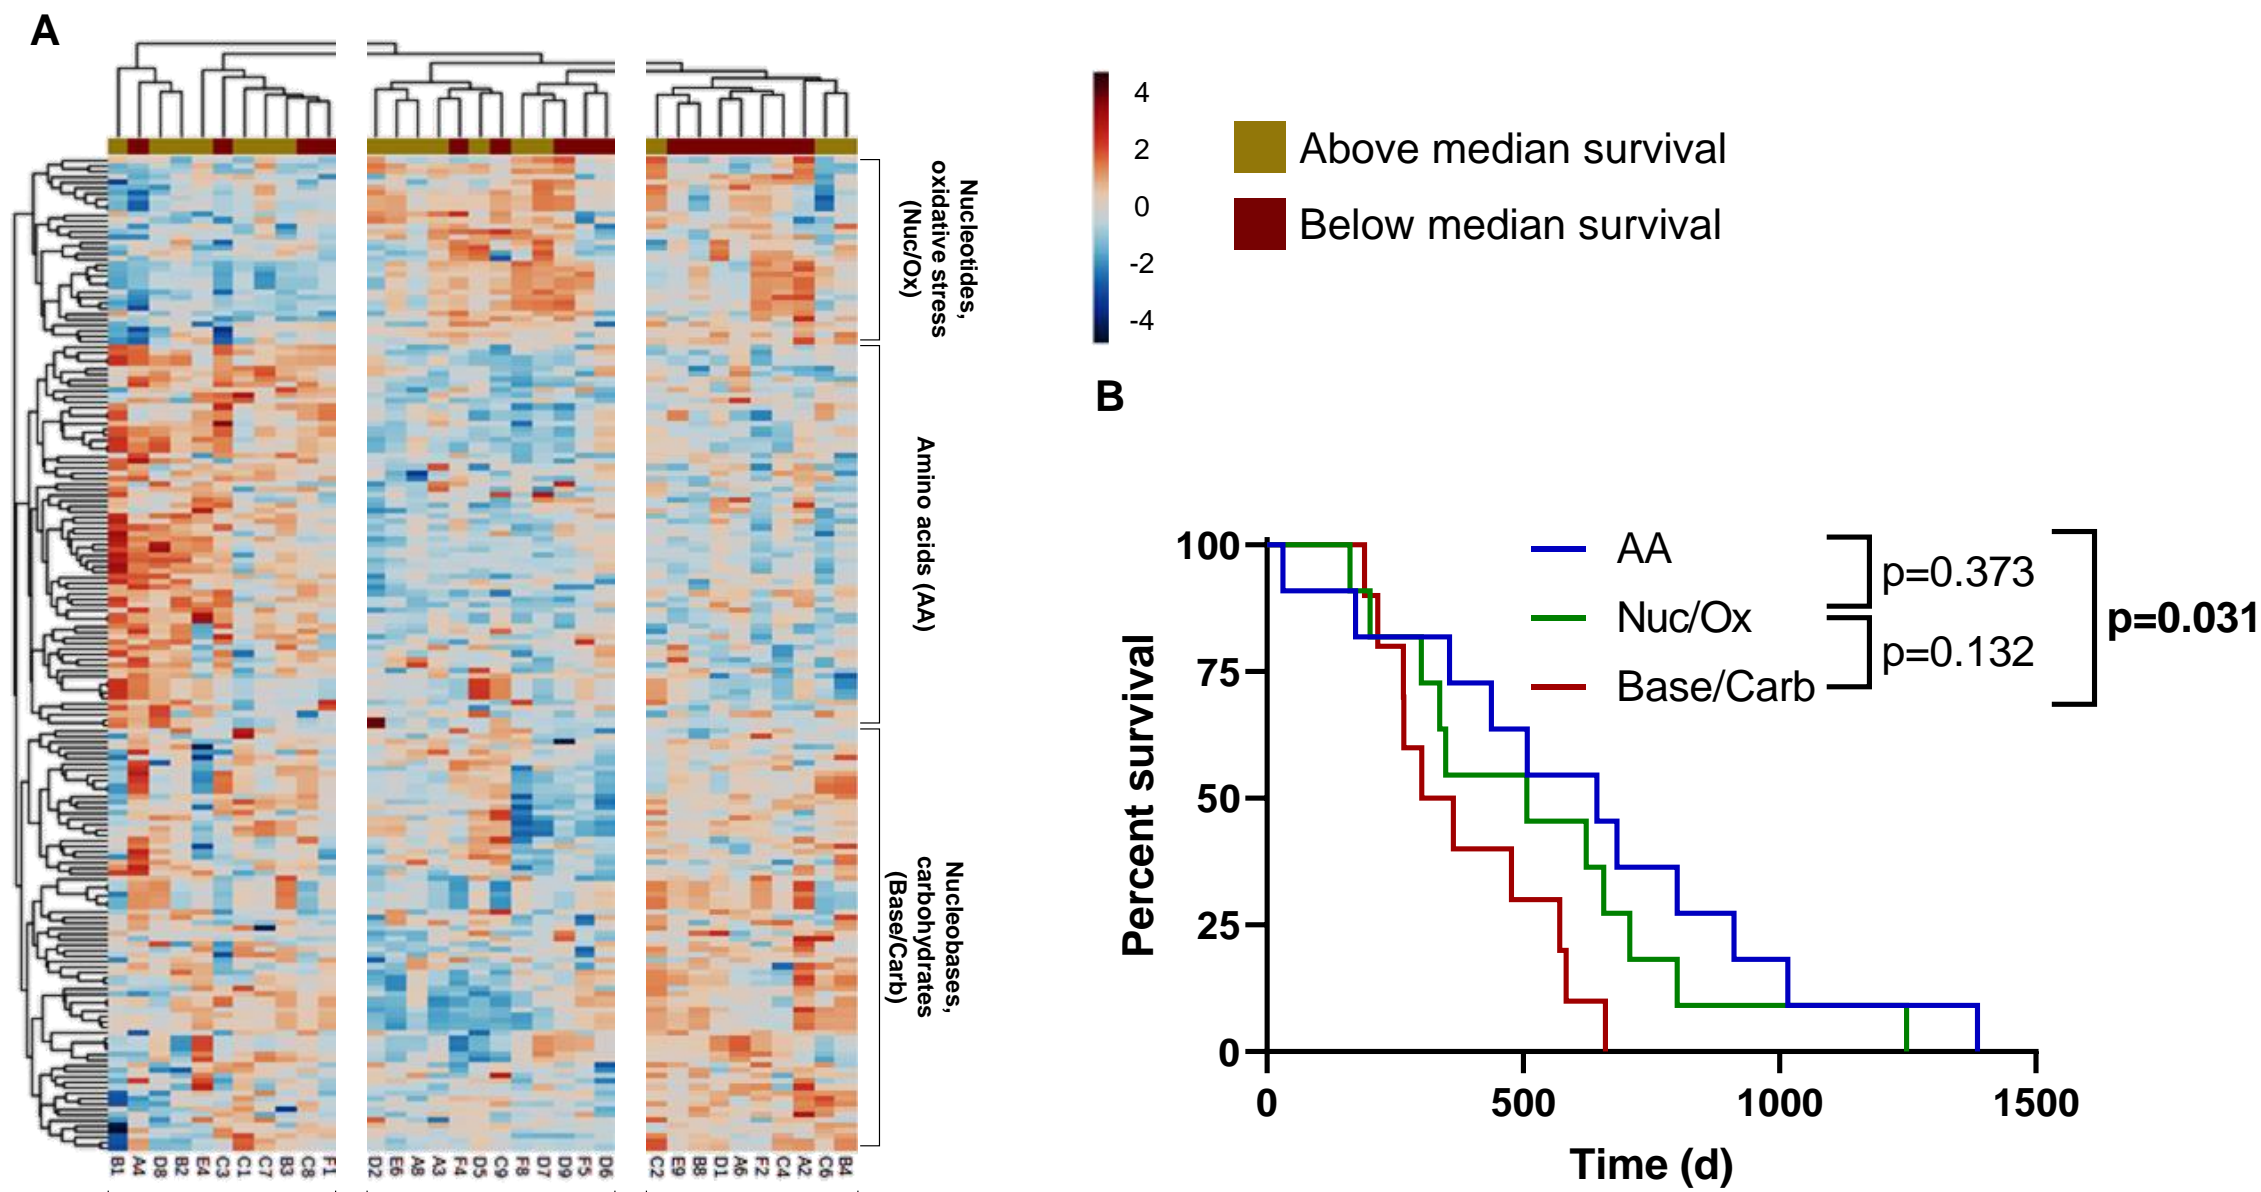 A
4
2
0
-2
-4
Above median survival
Below median survival
Nucleotides,
oxidative stress
(Nuc/Ox)
Amino acids (AA)
Nucleobases,
carbohydrates
(Base/Carb)
B1 A4 D8 B2 E4 C3 C1 C7 B3 C8 F1
D2 E6 A8 A3 F4 D5 C9 F8 D7 D9 F5 D6
C2 E9 B8 D1 A6 F2 C4 A2 C6 B4
B
AA
Nuc/Ox
Base/Carb
p=0.373
p=0.132
p=0.031
Percent survival
100
75
50
25
0
0 500 1000 1500
Time (d)